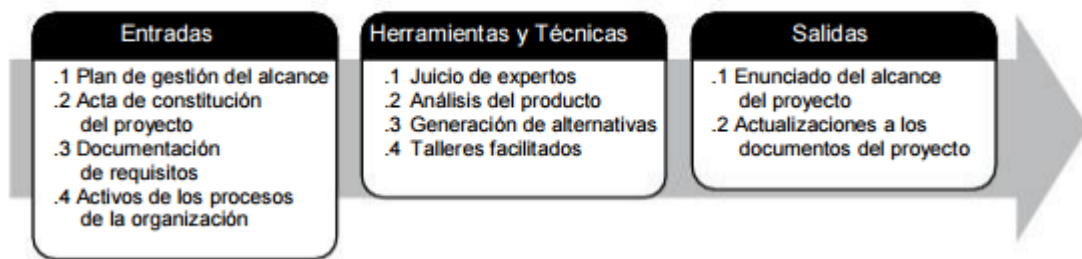 Entradas
.1 Plan de gestión del alcance
.2 Acta de constitución
del proyecto
.3 Documentación
de requisitos
.4 Activos de los procesos
de la organización
Herramientas y Técnicas
.1 Juicio de expertos
.2 Análisis del producto
.3 Generación de alternativas
.4 Talleres facilitados
Salidas
.1 Enunciado del alcance
del proyecto
.2 Actualizaciones a los
documentos del proyecto